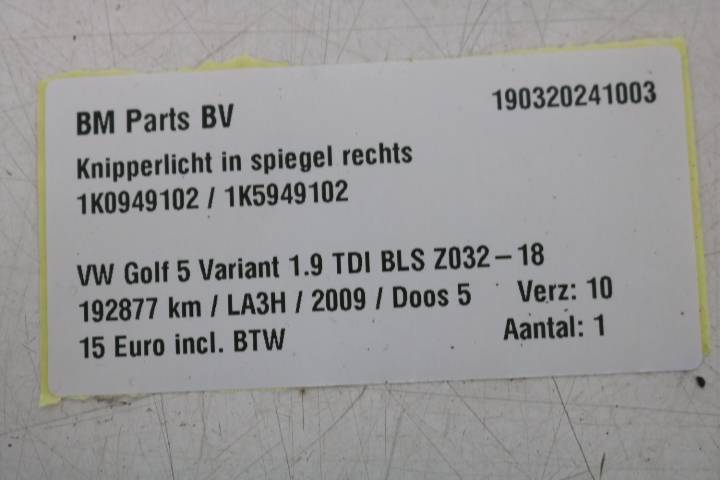 BM Parts BV 190320241003
Knipperlicht in spiegel rechts
1K0949102 / 1K5949102
VW Golf 5 Variant 1.9 TDI BLS Z032 – 18
192877 km / LA3H / 2009 / Doos 5 Verz: 10
15 Euro incl. BTW Aantal: 1